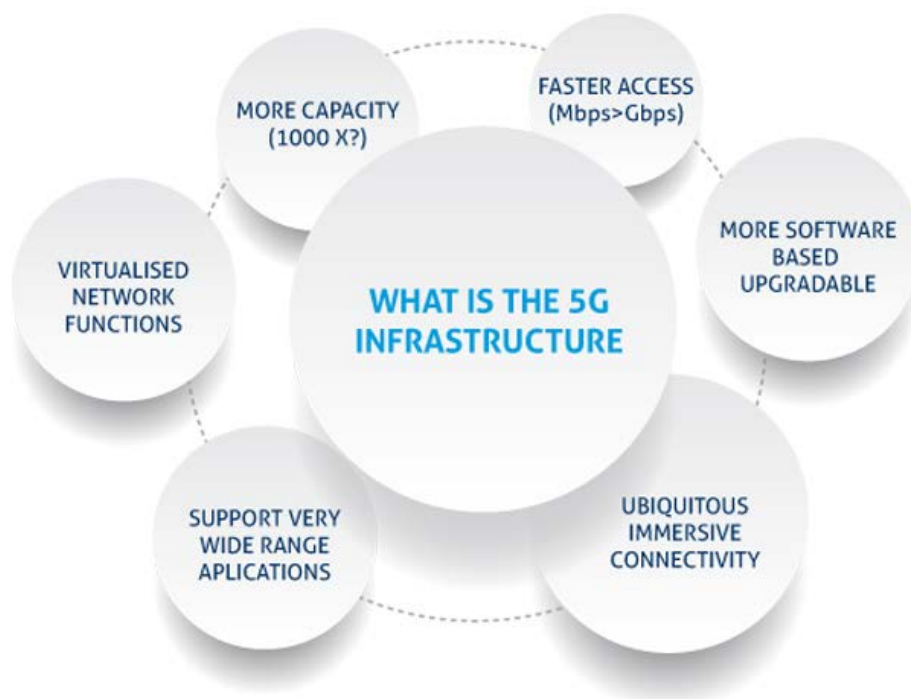 MORE CAPACITY
(1000 X?)
FASTER ACCESS
(Mbps>Gbps)
MORE SOFTWARE
BASED
UPGRADABLE
VIRTUALISED
NETWORK
FUNCTIONS
WHAT IS THE 5G
INFRASTRUCTURE
SUPPORT VERY
WIDE RANGE
APLICATIONS
UBIQUITOUS
IMMERSIVE
CONNECTIVITY